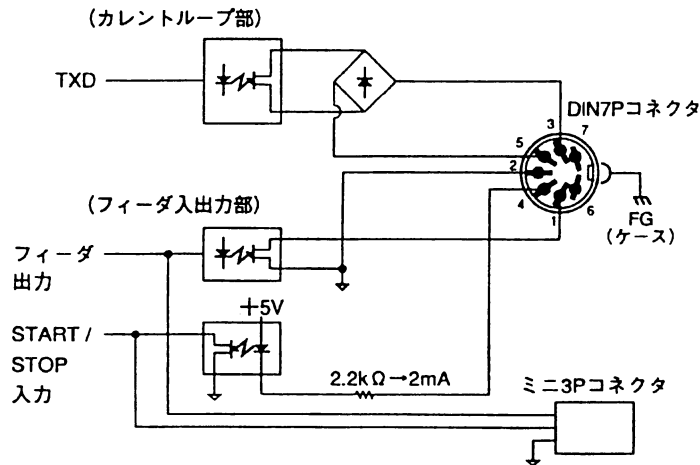 (カレントループ部)
TXD
DIN7Pコネクタ
3
7
5
2
4
1
6
FG
(ケース)
(フィーダ入出力部)
フィーダ
出力
+5V
START /
STOP
入力
2.2kΩ→2mA
ミニ3Pコネクタ